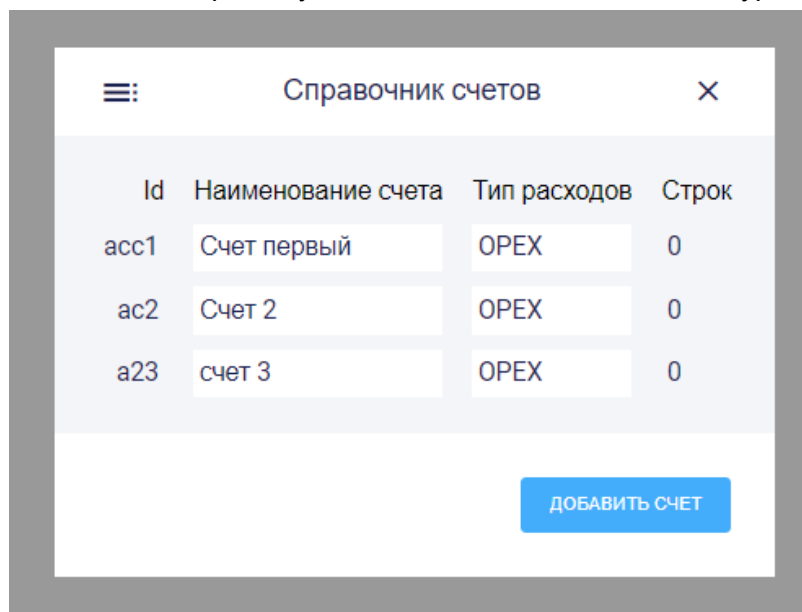 Справочник счетов
Id Наименование счета Тип расходов Строк
acc1 Счет первый OPEX 0
ac2 Счет 2 OPEX 0
a23 счет 3 OPEX 0
ДОБАВИТЬ СЧЕТ